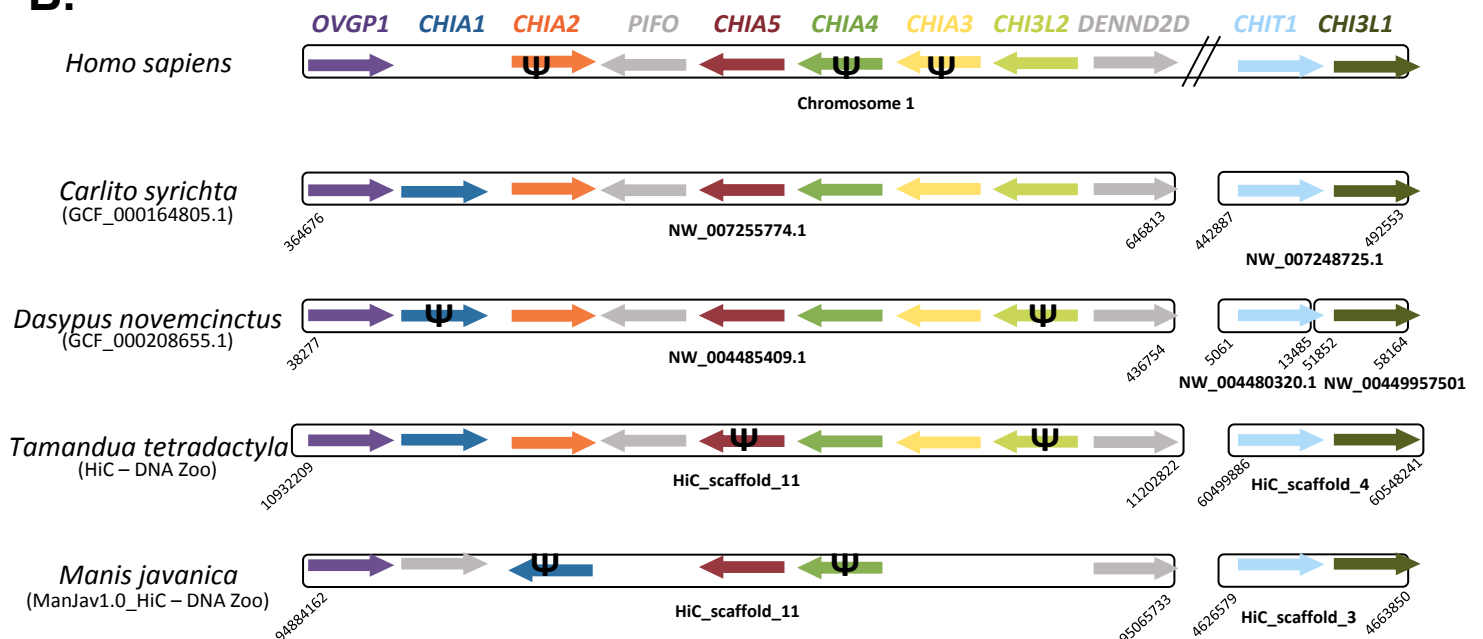 B.
OVGP1 CHIA1 CHIA2 PIFO CHIA5 CHIA4 CHIA3 CHI3L2 DENND2D CHIT1 CHI3L1
Homo sapiens
Ψ Ψ Ψ
Chromosome 1
Carlito syrichta
(GCF_000164805.1)
364676 NW_007255774.1 646813 442887 492553
NW_007248725.1
Ψ Ψ
Dasypus novemcinctus
(GCF_000208655.1)
38277 NW_004485409.1 436754 5061 13485 51852 58164
NW_004480320.1 NW_00449957501
Ψ Ψ
Tamandua tetradactyla
(HiC – DNA Zoo)
10932209 HiC_scaffold_11 11202822 60499886 HiC_scaffold_4 60548241
Ψ Ψ
Manis javanica
(ManJav1.0_HiC – DNA Zoo)
94884162 HiC_scaffold_11 95065733 4626579 HiC_scaffold_3 4663850